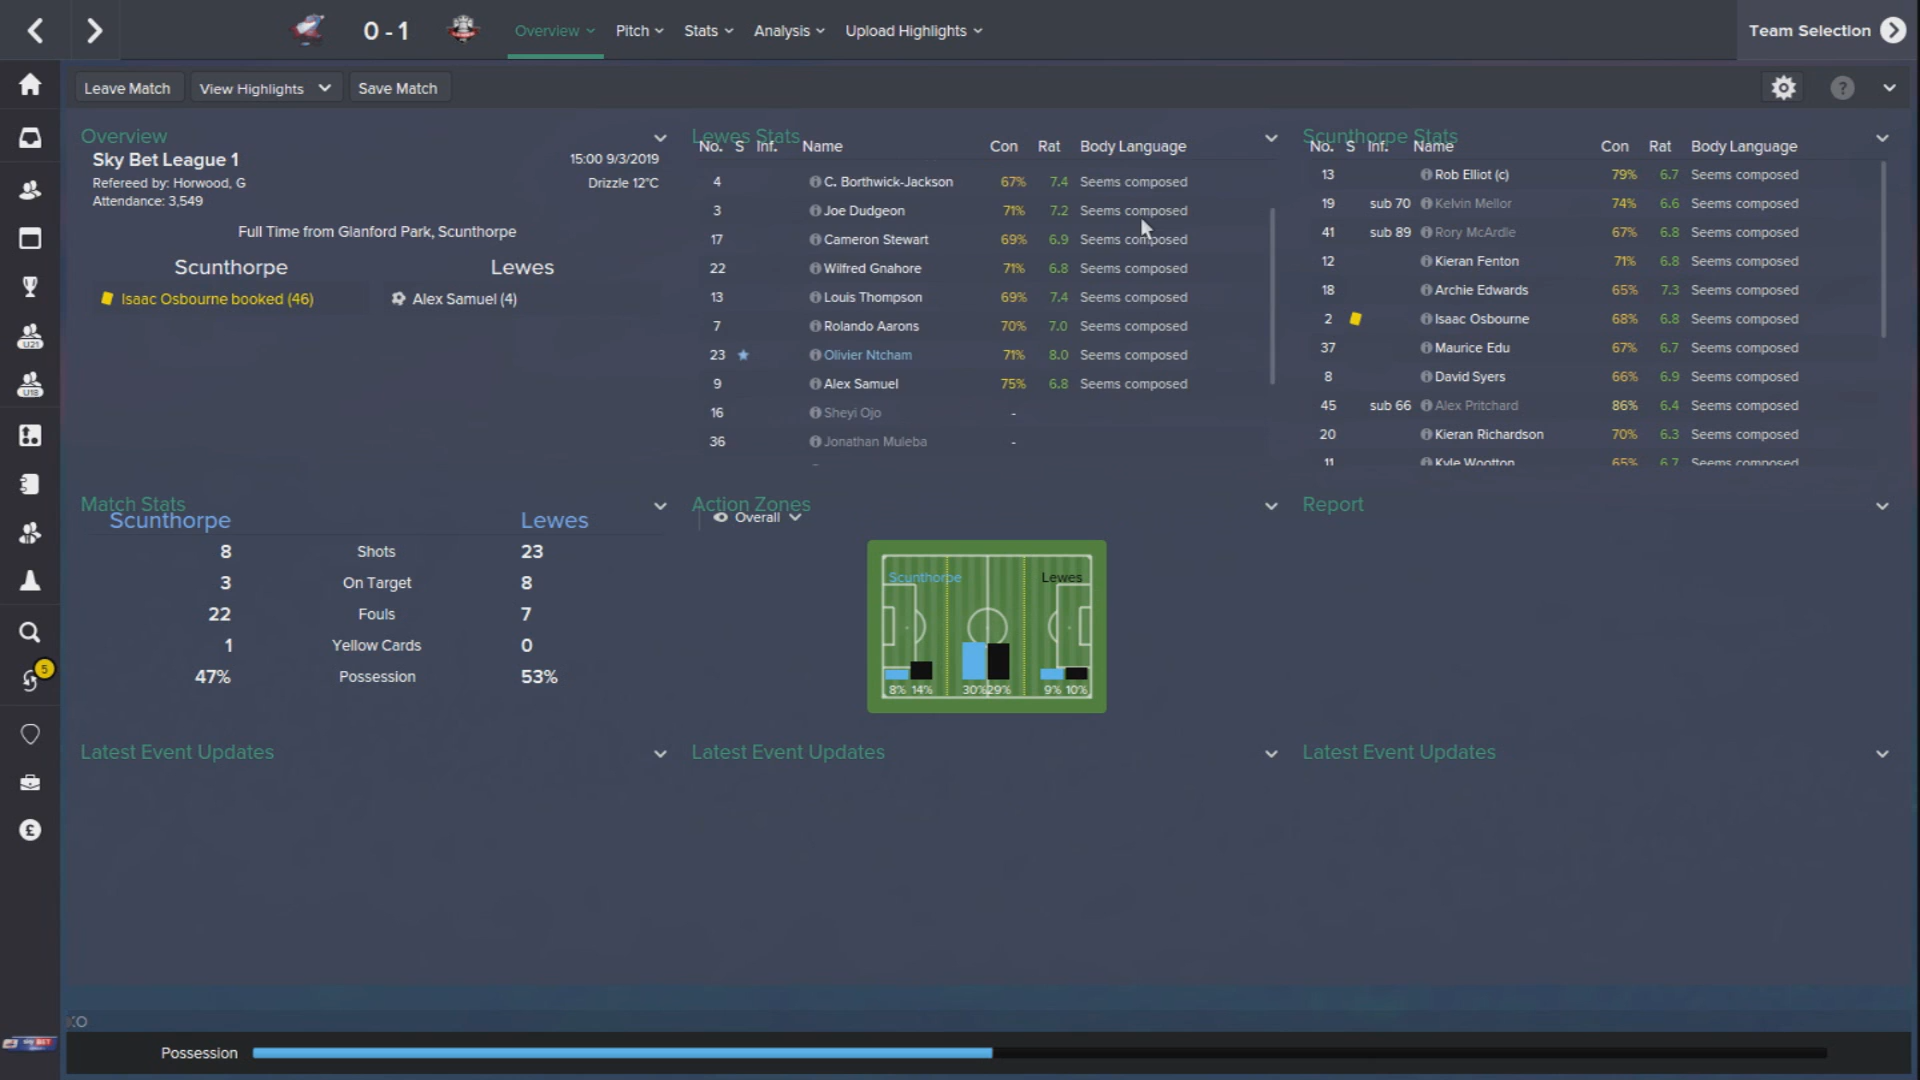 0 - 1
Overview Pitch Stats Analysis Upload Highlights Team Selection
Leave Match View Highlights Save Match ?
Overview
Sky Bet League 1 15:00 9/3/2019
Refereed by: Horwood, G Drizzle 12°C
Attendance: 3,549
Full Time from Glanford Park, Scunthorpe
Scunthorpe Lewes
Isaac Osbourne booked (46) Alex Samuel (4)
Lewes Stats
No. S Inf. Name Con Rat Body Language
4 C. Borthwick-Jackson 67% 7.4 Seems composed
3 Joe Dudgeon 71% 7.2 Seems composed
17 Cameron Stewart 69% 6.9 Seems composed
22 Wilfred Gnahore 71% 6.8 Seems composed
13 Louis Thompson 69% 7.4 Seems composed
7 Rolando Aarons 70% 7.0 Seems composed
23 Olivier Ntcham 71% 8.0 Seems composed
9 Alex Samuel 75% 6.8 Seems composed
16 Sheyi Ojo -
36 Jonathan Muleba -
Scunthorpe Stats
No. S Inf. Name Con Rat Body Language
13 Rob Elliot (c) 79% 6.7 Seems composed
19 sub 70 Kelvin Mellor 74% 6.6 Seems composed
41 sub 89 Rory McArdle 67% 6.8 Seems composed
12 Kieran Fenton 71% 6.8 Seems composed
18 Archie Edwards 65% 7.3 Seems composed
2 Isaac Osbourne 68% 6.8 Seems composed
37 Maurice Edu 67% 6.7 Seems composed
8 David Syers 66% 6.9 Seems composed
45 sub 66 Alex Pritchard 86% 6.4 Seems composed
20 Kieran Richardson 70% 6.3 Seems composed
11 Kyle Wootton 65% 6.7 Seems composed
Match Stats
Scunthorpe Lewes
8 Shots 23
3 On Target 8
22 Fouls 7
1 Yellow Cards 0
47% Possession 53%
Action Zones
Overall
Scunthorpe Lewes
8% 14% 30% 29% 9% 10%
Report
Latest Event Updates
Latest Event Updates
Latest Event Updates
U21
U18
5
£
KO
sky BET
Possession